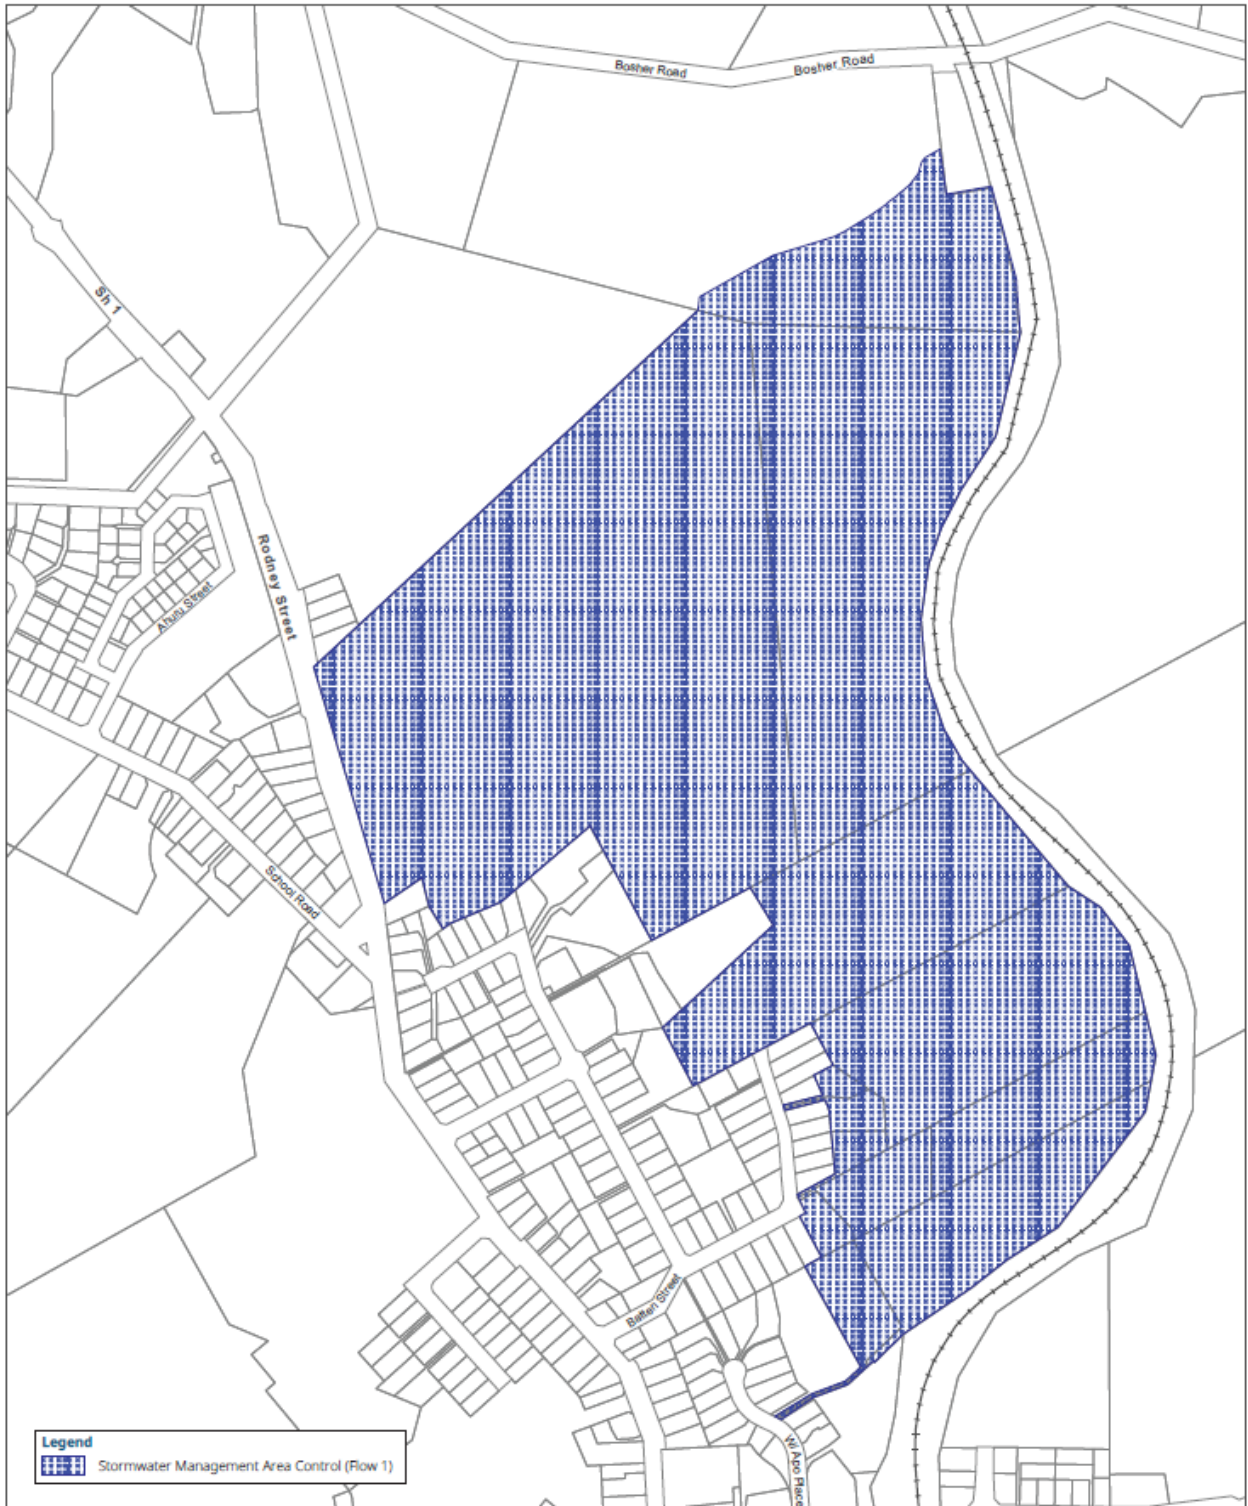 Bosher Road
Bosher Road
Sh 1
Rodney Street
Ahuru Street
School Road
Batten Street
Wi Apo Place
Legend
Stormwater Management Area Control (Flow 1)